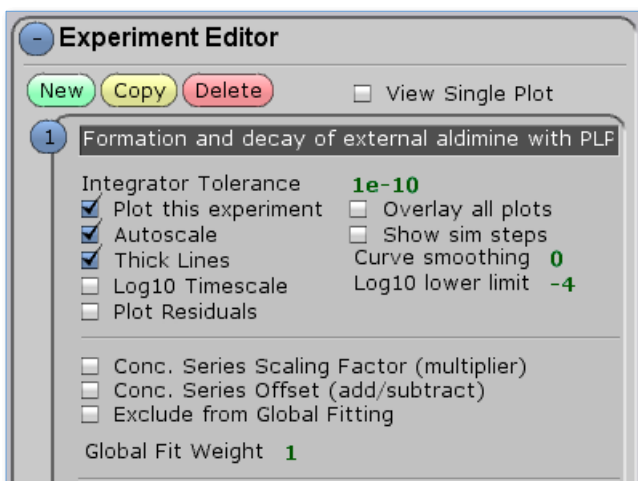 - Experiment Editor
New Copy Delete View Single Plot
1 Formation and decay of external aldimine with PLP
Integrator Tolerance 1e-10
Plot this experiment Overlay all plots
Autoscale Show sim steps
Thick Lines Curve smoothing 0
Log10 Timescale Log10 lower limit -4
Plot Residuals
Conc. Series Scaling Factor (multiplier)
Conc. Series Offset (add/subtract)
Exclude from Global Fitting
Global Fit Weight 1